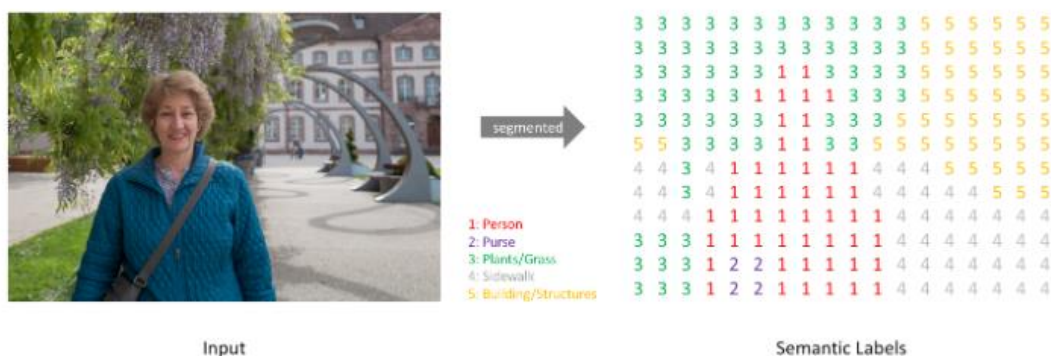 segmented
1: Person
2: Purse
3: Plants/Grass
4: Sidewalk
5: Building/Structures
3 3 3 3 3 3 3 3 3 3 3 3 5 5 5 5 5 5
3 3 3 3 3 3 3 3 3 3 3 3 5 5 5 5 5 5
3 3 3 3 3 3 1 1 3 3 3 3 5 5 5 5 5 5
3 3 3 3 3 1 1 1 1 3 3 3 5 5 5 5 5 5
3 3 3 3 3 3 1 1 3 3 3 5 5 5 5 5 5 5
5 5 3 3 3 3 1 1 3 3 5 5 5 5 5 5 5 5
4 4 3 4 1 1 1 1 1 1 4 4 4 5 5 5 5 5
4 4 3 4 1 1 1 1 1 1 4 4 4 4 4 5 5 5
4 4 4 1 1 1 1 1 1 1 1 4 4 4 4 4 4 4
3 3 3 1 1 1 1 1 1 1 1 4 4 4 4 4 4 4
3 3 3 1 2 2 1 1 1 1 1 4 4 4 4 4 4 4
3 3 3 1 2 2 1 1 1 1 1 4 4 4 4 4 4 4
Input
Semantic Labels